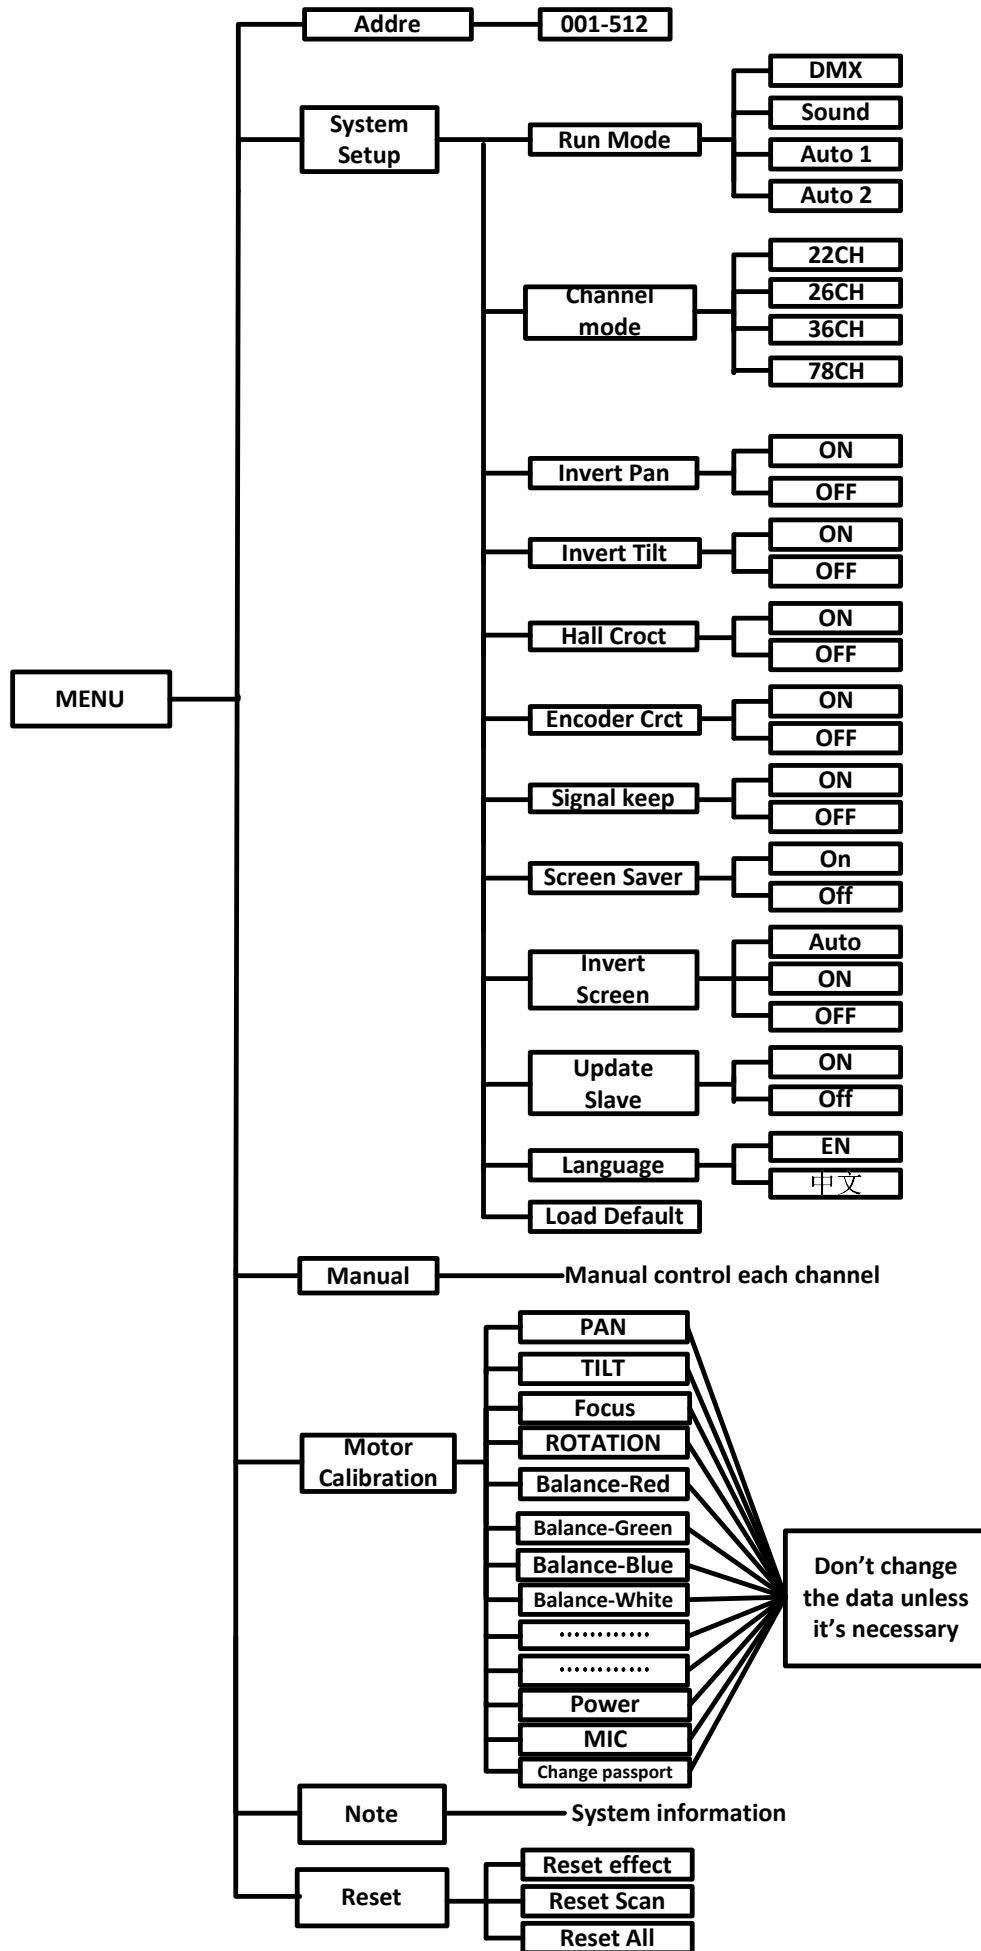 Addre
001-512
System
Setup
Run Mode
DMX
Sound
Auto 1
Auto 2
Channel
mode
22CH
26CH
36CH
78CH
Invert Pan
ON
OFF
Invert Tilt
ON
OFF
Hall Croct
ON
OFF
MENU
Encoder Crct
ON
OFF
Signal keep
ON
OFF
Screen Saver
On
Off
Invert
Screen
Auto
ON
OFF
Update
Slave
ON
Off
Language
EN
中文
Load Default
Manual
Manual control each channel
Motor
Calibration
PAN
TILT
Focus
ROTATION
Balance-Red
Balance-Green
Balance-Blue
Balance-White
............
............
Power
MIC
Change passport
Don’t change
the data unless
it’s necessary
Note
System information
Reset
Reset effect
Reset Scan
Reset All